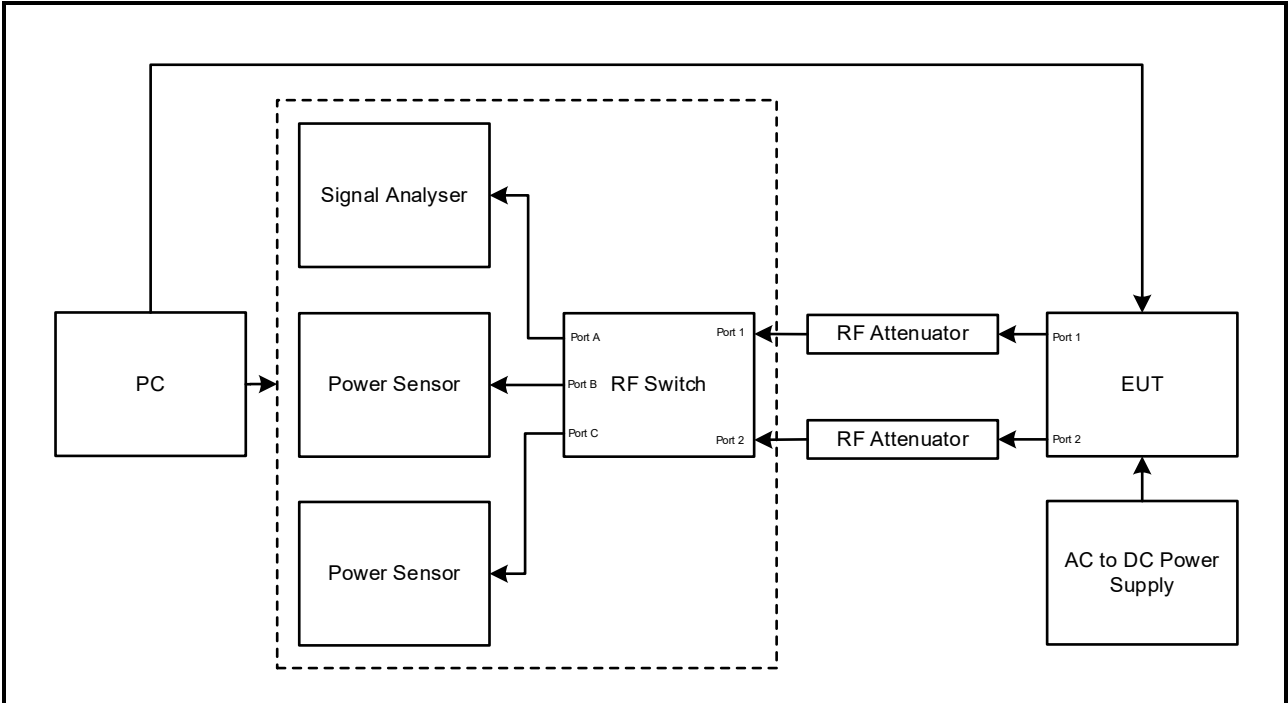 Signal Analyser
PC
Power Sensor
Port A
Port B
Port C
RF Switch
Port 1
Port 2
RF Attenuator
RF Attenuator
Port 1
EUT
Port 2
Power Sensor
AC to DC Power
Supply